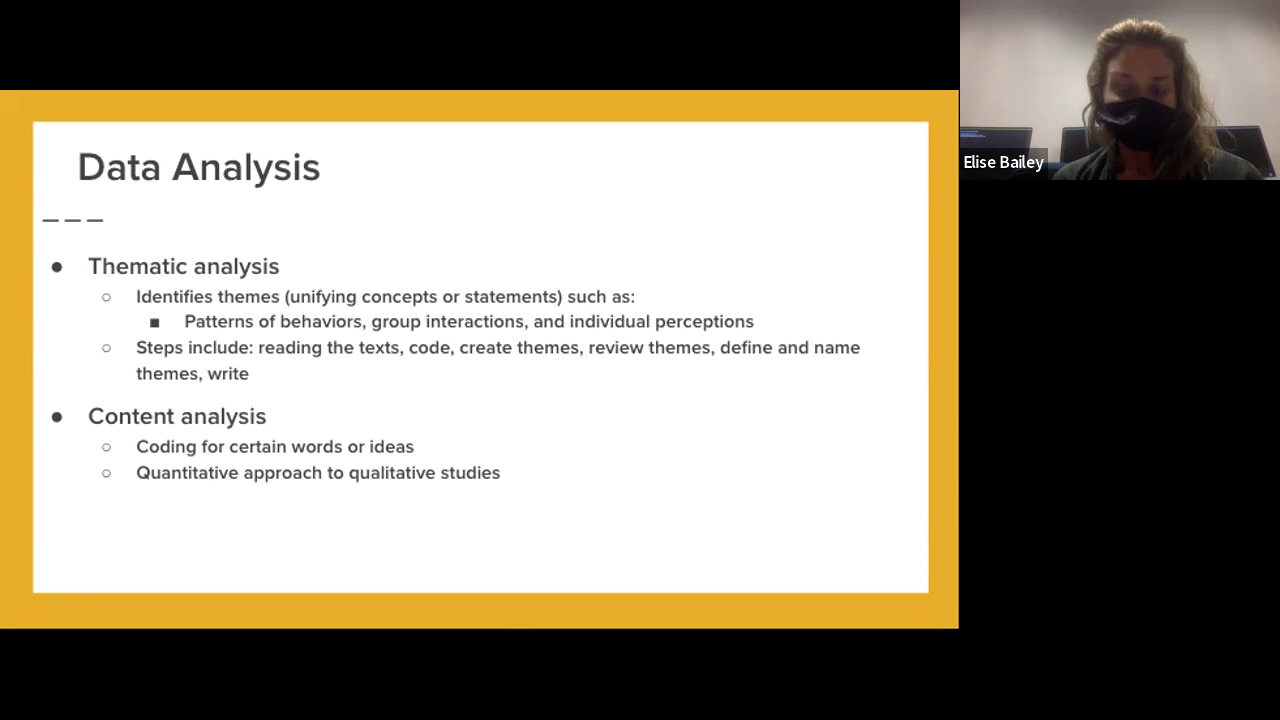 Data Analysis
Elise Bailey
● Thematic analysis
○ Identifies themes (unifying concepts or statements) such as:
■ Patterns of behaviors, group interactions, and individual perceptions
○ Steps include: reading the texts, code, create themes, review themes, define and name
themes, write
● Content analysis
○ Coding for certain words or ideas
○ Quantitative approach to qualitative studies